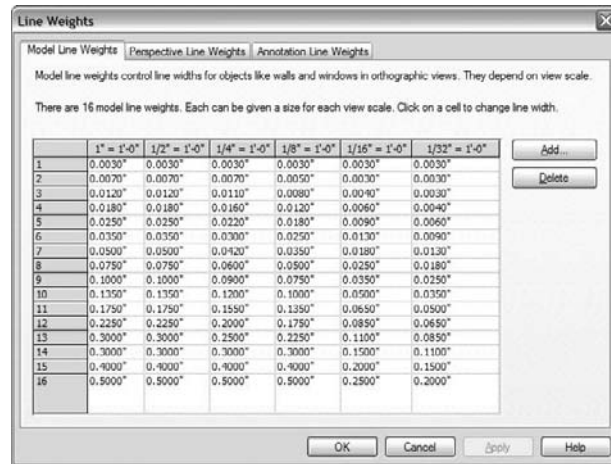 Line Weights
Model Line Weights Perspective Line Weights Annotation Line Weights
Model line weights control line widths for objects like walls and windows in orthographic views. They depend on view scale.
There are 16 model line weights. Each can be given a size for each view scale. Click on a cell to change line width.
1" = 1'-0" 1/2" = 1'-0" 1/4" = 1'-0" 1/8" = 1'-0" 1/16" = 1'-0" 1/32" = 1'-0" Add...
1 0.0030" 0.0030" 0.0030" 0.0030" 0.0030" 0.0030"
2 0.0070" 0.0070" 0.0070" 0.0050" 0.0030" 0.0030" Delete
3 0.0120" 0.0120" 0.0110" 0.0080" 0.0040" 0.0030"
4 0.0180" 0.0180" 0.0160" 0.0120" 0.0060" 0.0040"
5 0.0250" 0.0250" 0.0220" 0.0180" 0.0090" 0.0060"
6 0.0350" 0.0350" 0.0300" 0.0250" 0.0130" 0.0090"
7 0.0500" 0.0500" 0.0420" 0.0350" 0.0180" 0.0130"
8 0.0750" 0.0750" 0.0600" 0.0500" 0.0250" 0.0180"
9 0.1000" 0.1000" 0.0900" 0.0750" 0.0350" 0.0250"
10 0.1350" 0.1350" 0.1200" 0.1000" 0.0500" 0.0350"
11 0.1750" 0.1750" 0.1550" 0.1350" 0.0650" 0.0500"
12 0.2250" 0.2250" 0.2000" 0.1750" 0.0850" 0.0650"
13 0.3000" 0.3000" 0.2500" 0.2250" 0.1100" 0.0850"
14 0.3000" 0.3000" 0.3000" 0.3000" 0.1500" 0.1100"
15 0.4000" 0.4000" 0.4000" 0.4000" 0.2000" 0.1500"
16 0.5000" 0.5000" 0.5000" 0.5000" 0.2500" 0.2000"
OK Cancel Apply Help